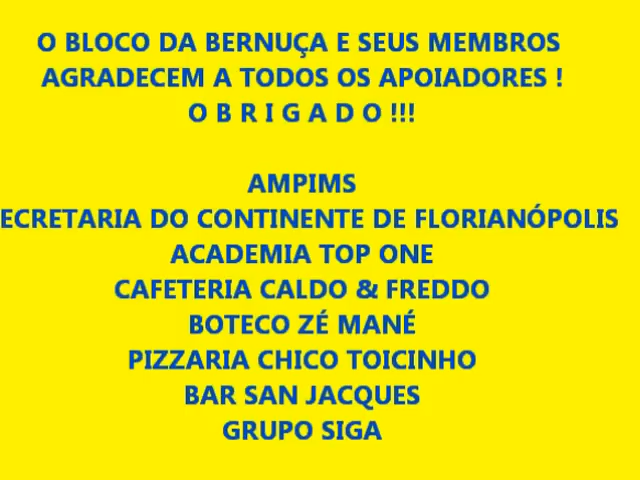 O BLOCO DA BERNUÇA E SEUS MEMBROS
AGRADECEM A TODOS OS APOIADORES !
O B R I G A D O !!!
AMPIMS
ECRETARIA DO CONTINENTE DE FLORIANÓPOLIS
ACADEMIA TOP ONE
CAFETERIA CALDO & FREDDO
BOTECO ZÉ MANÉ
PIZZARIA CHICO TOICINHO
BAR SAN JACQUES
GRUPO SIGA